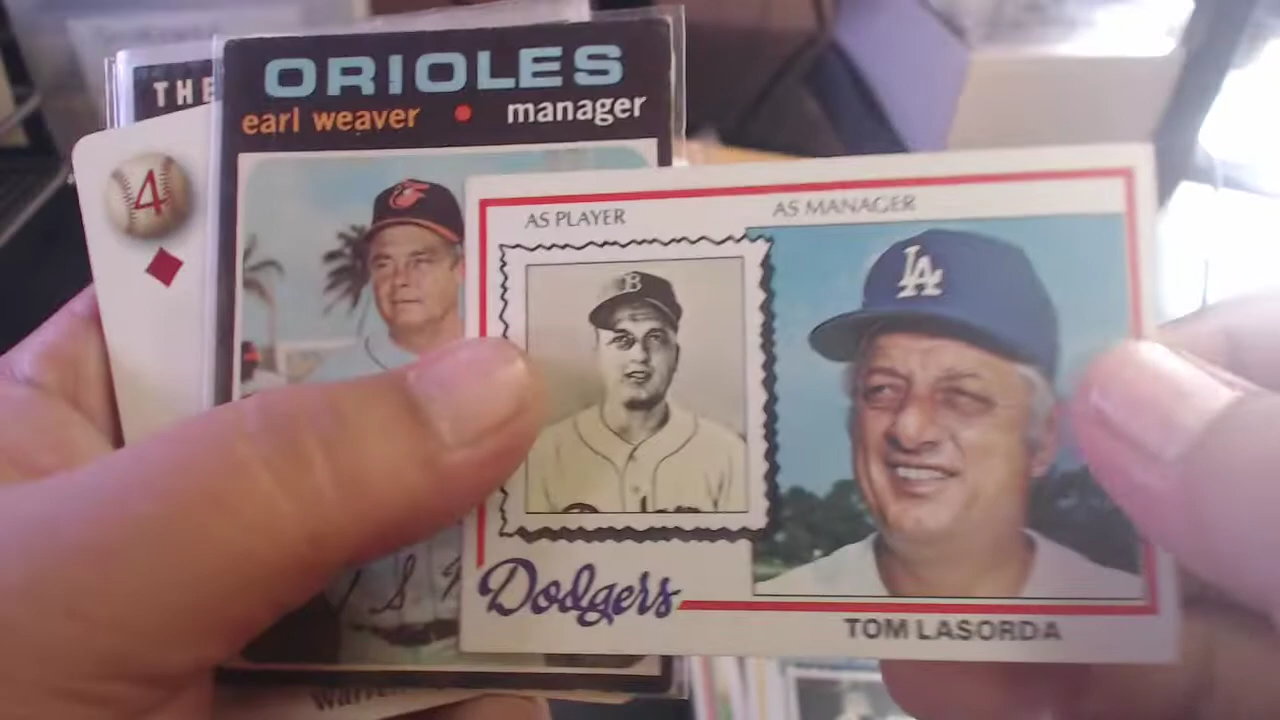 THE
ORIOLES
earl weaver • manager
4
AS PLAYER
AS MANAGER
B
LA
Dodgers
TOM LASORDA